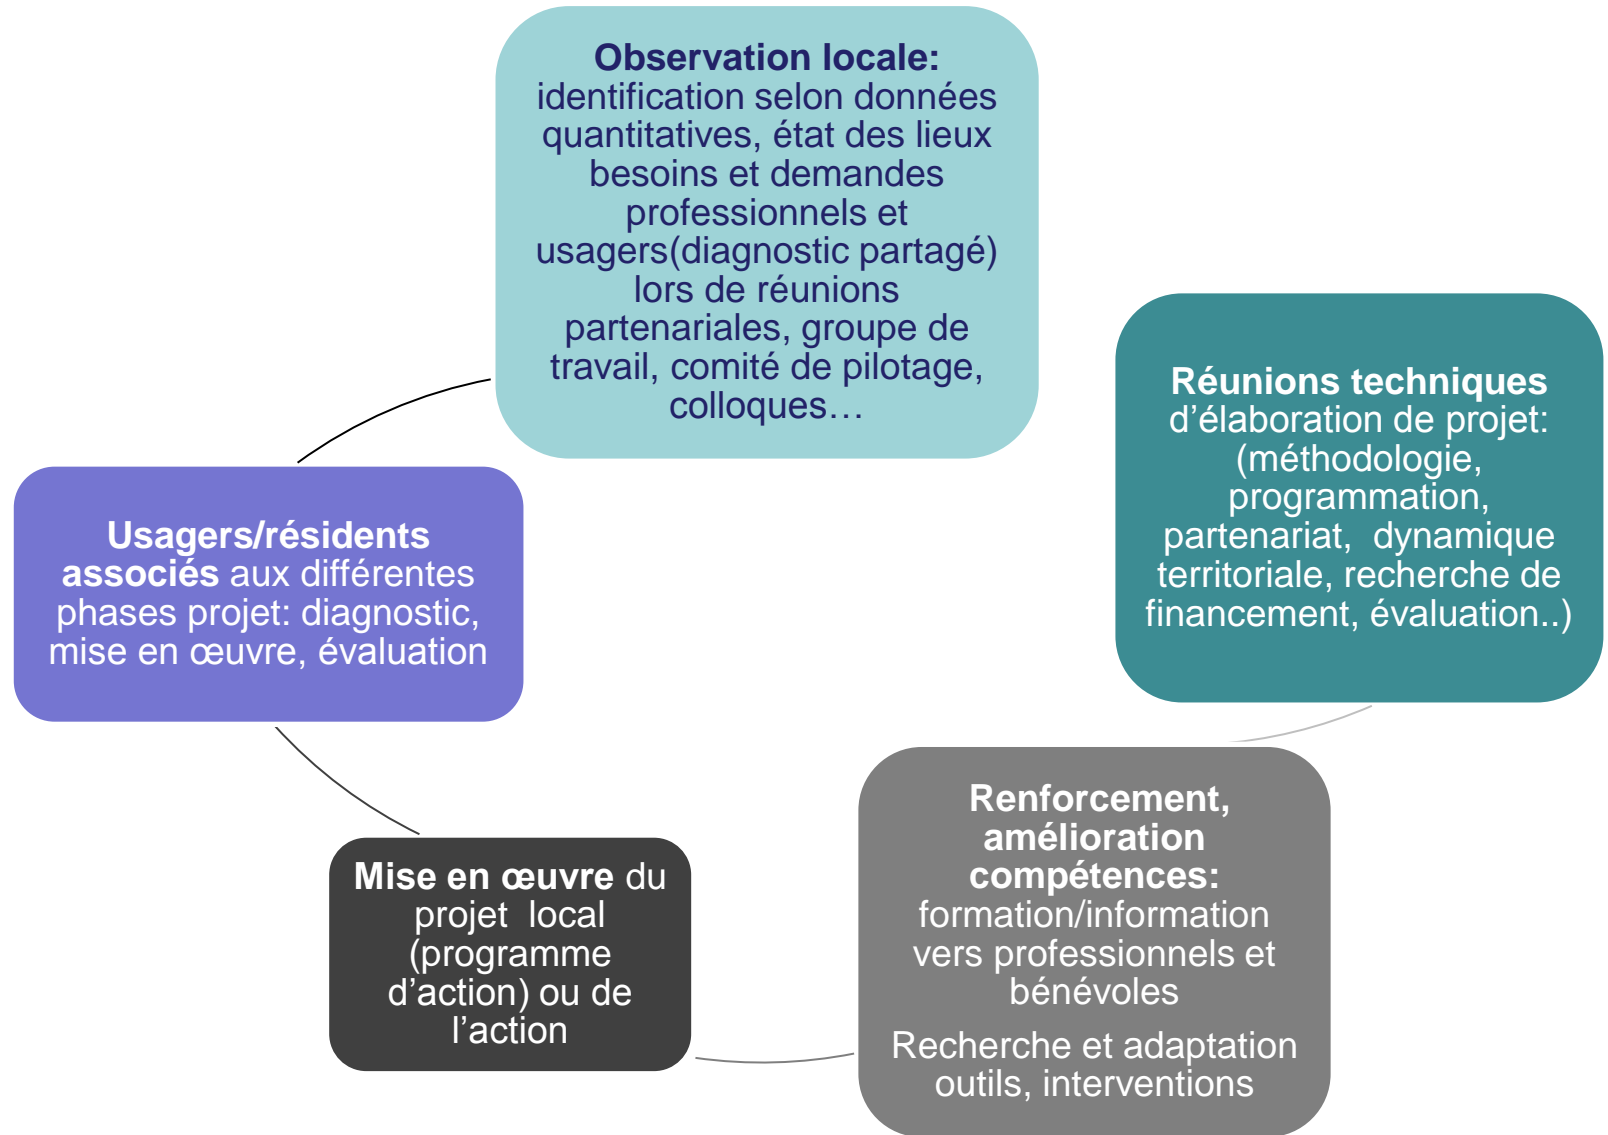 Observation locale:
identification selon données
quantitatives, état des lieux
besoins et demandes
professionnels et
usagers(diagnostic partagé)
lors de réunions
partenariales, groupe de
travail, comité de pilotage,
colloques…
Réunions techniques
d’élaboration de projet:
(méthodologie,
programmation,
partenariat, dynamique
territoriale, recherche de
financement, évaluation..)
Renforcement,
amélioration
compétences:
formation/information
vers professionnels et
bénévoles
Recherche et adaptation
outils, interventions
Mise en œuvre du
projet local
(programme
d’action) ou de
l’action
Usagers/résidents
associés aux différentes
phases projet: diagnostic,
mise en œuvre, évaluation